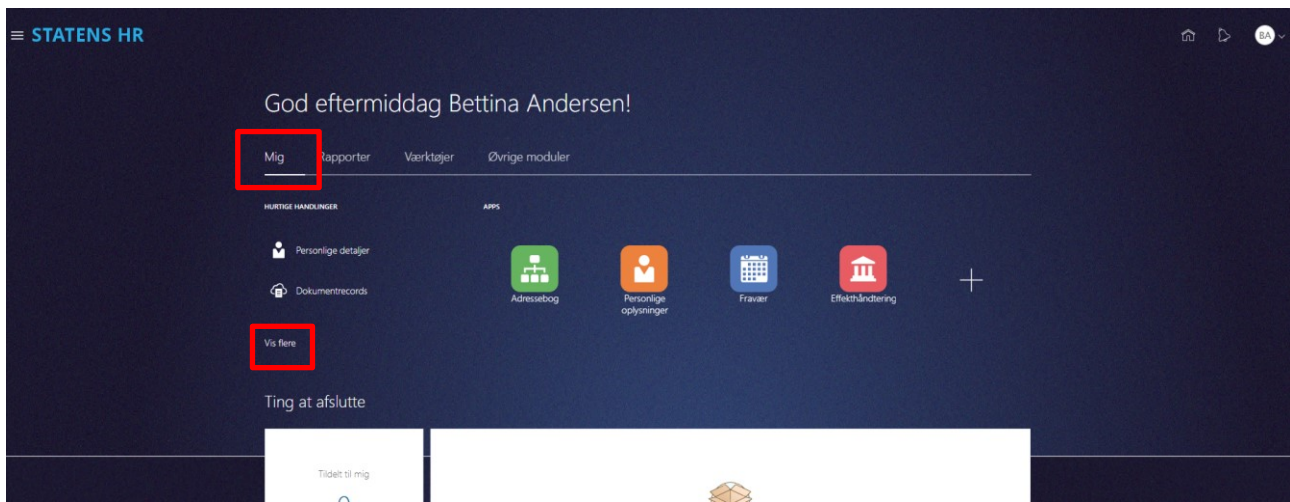 STATENS HR
BA
God eftermiddag Bettina Andersen!
Mig Rapporter Værktøjer Øvrige moduler
HURTIGE HANDLINGER
APPS
Personlige detaljer
Dokumentrecords
Vis flere
Adressebog
Personlige
oplysninger
Fravær
Effekthåndtering
Ting at afslutte
Tildelt til mig